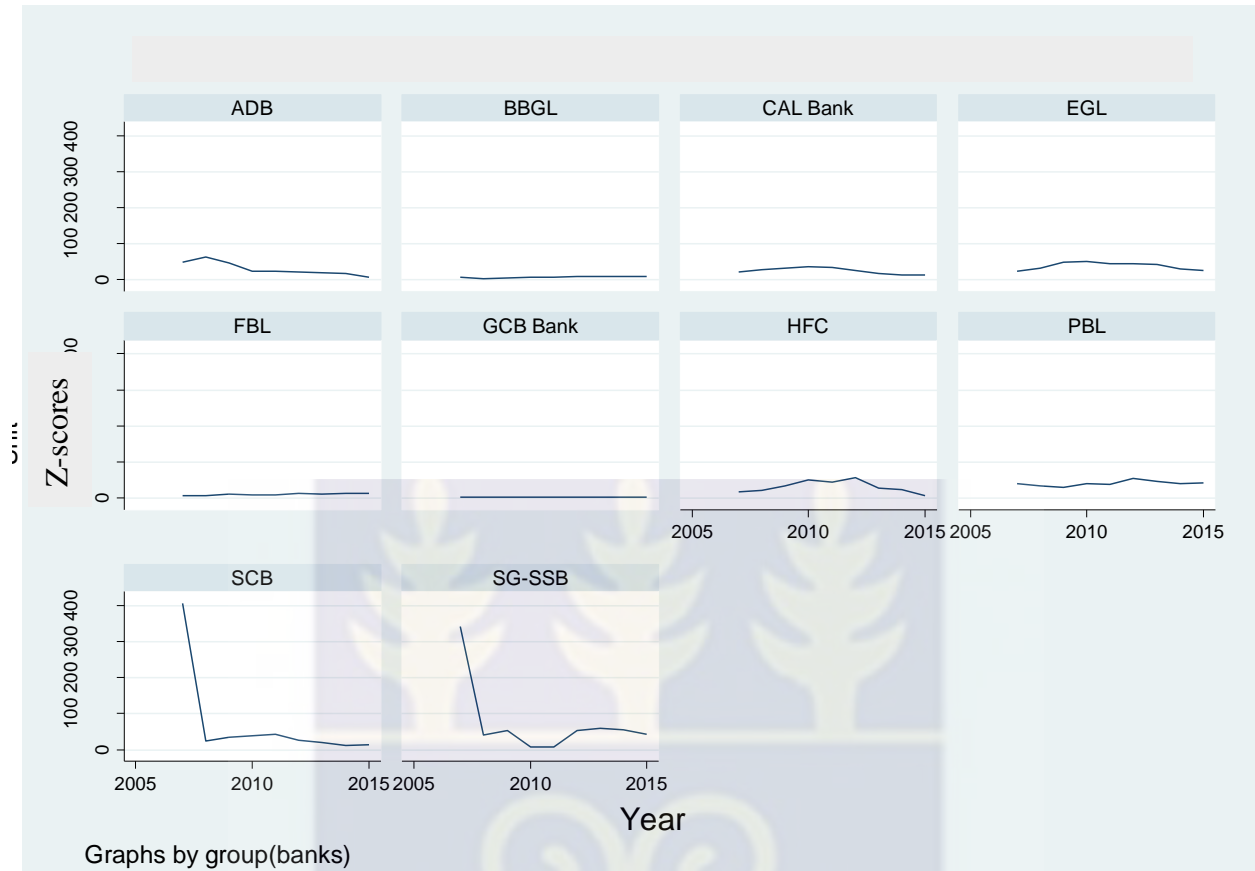 ADB BBGL CAL Bank EGL
0 100 200 300 400
FBL GCB Bank HFC PBL
0
Z-scores
2005 2010 2015 2005 2010 2015
SCB SG-SSB
0 100 200 300 400
2005 2010 2015 2005 2010 2015
Year
Graphs by group(banks)